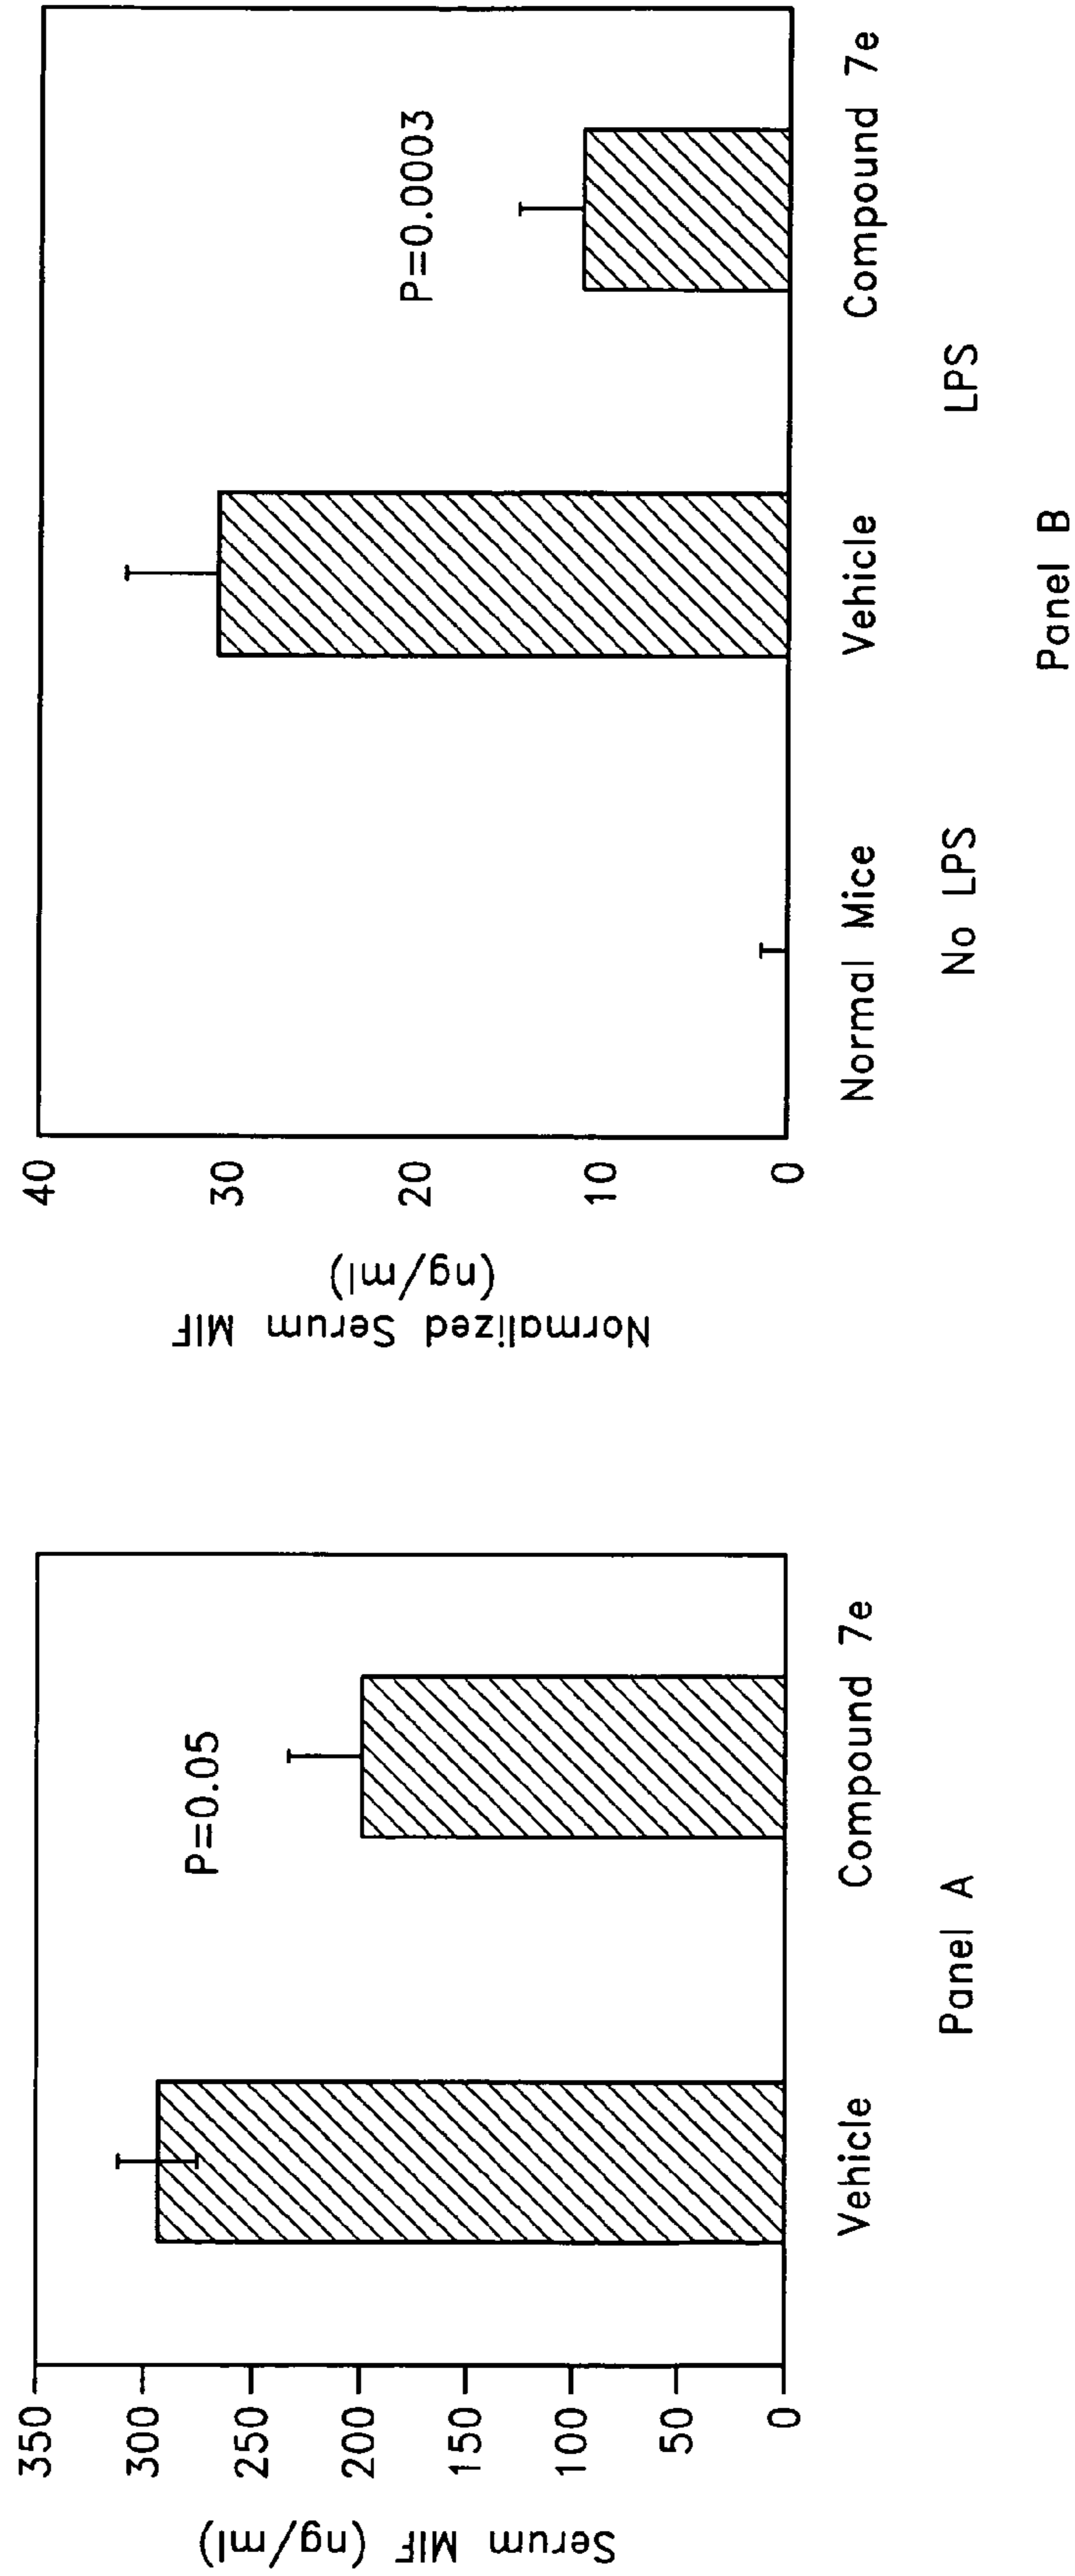 350
300
250
200
150
100
50
0
Serum MIF (ng/ml)
P=0.05
Vehicle
Compound 7e
Panel A
40
30
20
10
0
Normalized Serum MIF
(ng/ml)
P=0.0003
Normal Mice
Vehicle
Compound 7e
No LPS
LPS
Panel B